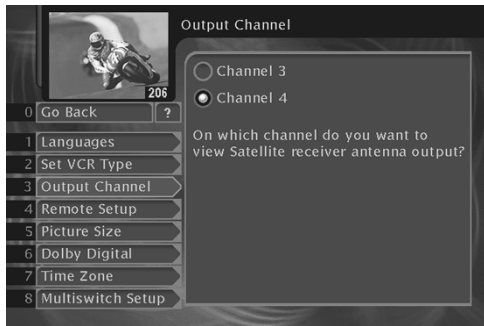 Output Channel
206
0 Go Back ?
1 Languages
2 Set VCR Type
3 Output Channel
4 Remote Setup
5 Picture Size
6 Dolby Digital
7 Time Zone
8 Multiswitch Setup
Channel 3
Channel 4
On which channel do you want to
view Satellite receiver antenna output?